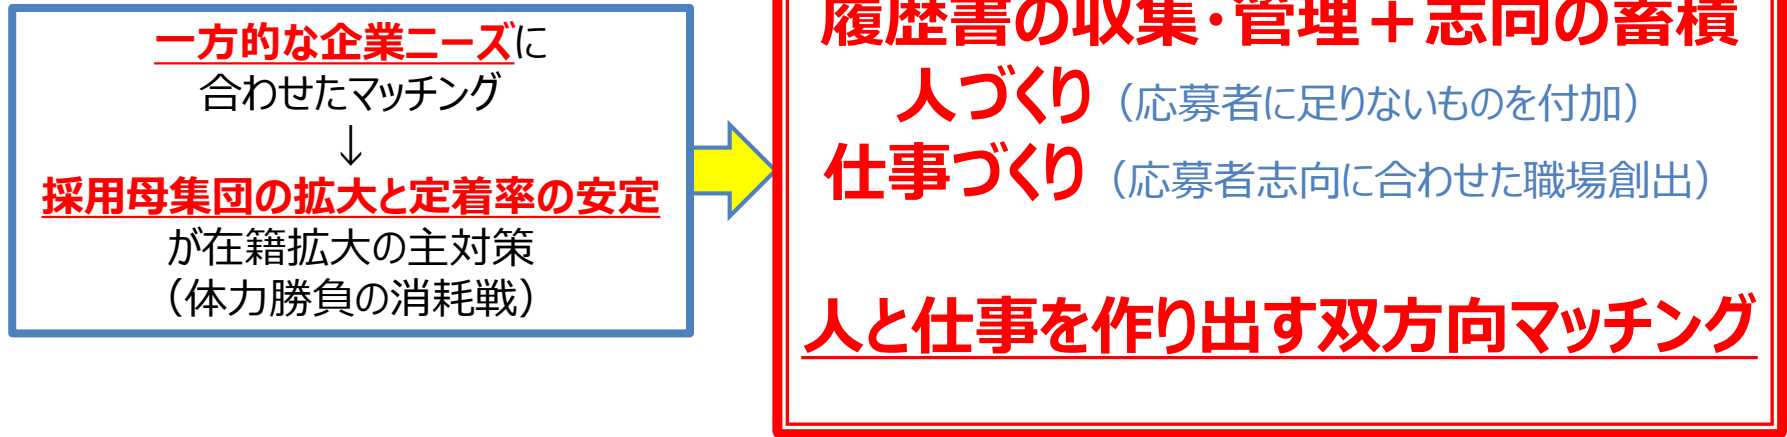 一方的な企業ニーズに
合わせたマッチング
↓
採用母集団の拡大と定着率の安定
が在籍拡大の主対策
（体力勝負の消耗戦）
履歴書の収集・管理＋志向の蓄積
人づくり（応募者に足りないものを付加）
仕事づくり（応募者志向に合わせた職場創出）
人と仕事を作り出す双方向マッチング